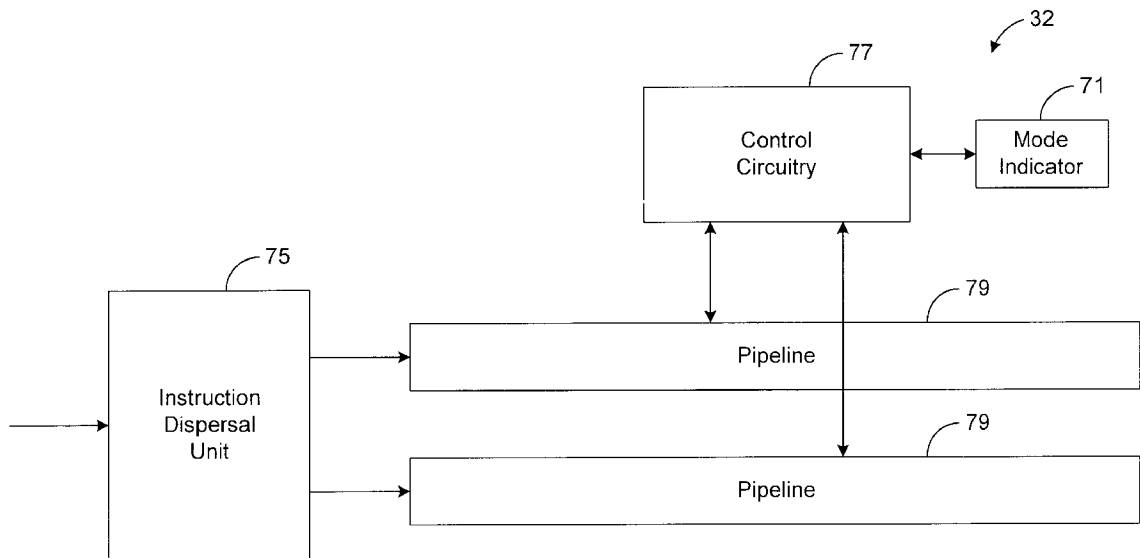 32
77
71
Control
Circuitry
Mode
Indicator
75
79
Pipeline
Instruction
Dispersal
Unit
79
Pipeline